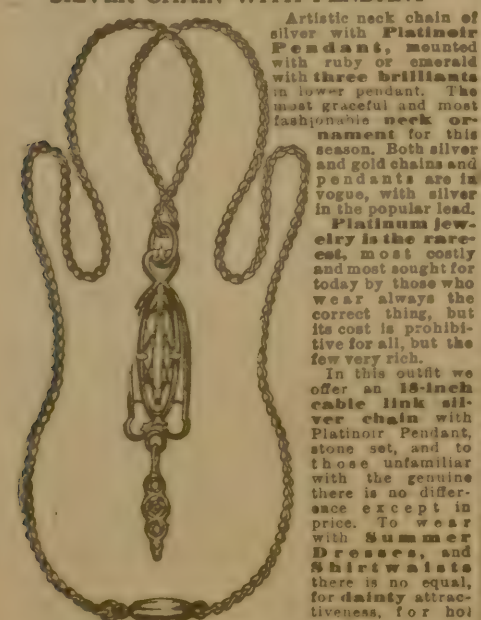 SILVER CHAIN WITH PENDENT
Artistic neck chain of
silver with Platinoir
Pendant, mounted
with ruby or emerald
with three brilliants
in lower pendant. The
most graceful and most
fashionable neck or-
nament for this
season. Both silver
and gold chains and
pendants are in
vogue, with silver
in the popular lead.
Platinum jew-
elry is the rare-
est, most costly
and most sought for
today by those who
wear always the
correct thing, but
its cost is prohibi-
tive for all, but the
few very rich.
In this outfit we
offer an 18-inch
cable link sil-
ver chain with
Platinoir Pendant,
stone set, and to
those unfamiliar
with the genuine
there is no differ-
ence except in
price. To wear
with Summer
Dresses, and
Shirtwaists
there is no equal,
for dainty attrac-
tiveness, for hot